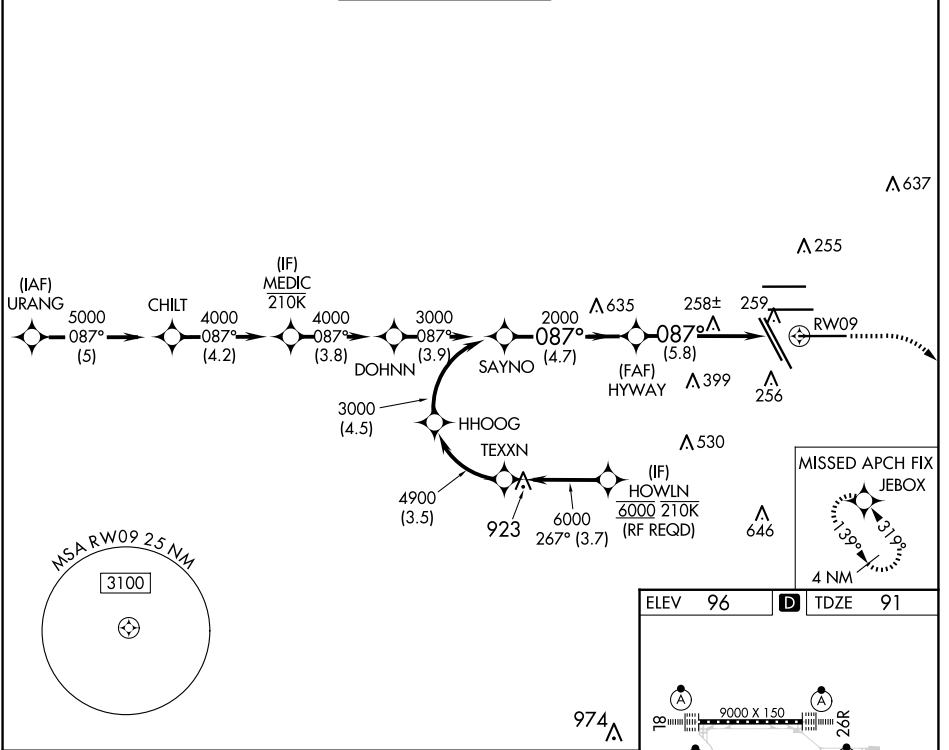 637
255
(IAF)
URANG
5000
087°
(5)
CHILT
4000
087°
(4.2)
(IF)
MEDIC
210K
4000
087°
(3.8)
DOHNN
3000
087°
(3.9)
SAYNO
2000
087°
(4.7)
635
(FAF)
HYWAY
087°
(5.8)
258±
259
RW09
399
256
3000
(4.5)
HHOOG
TEXXN
530
4900
(3.5)
923
6000
267° (3.7)
(IF)
HOWLN
6000 210K
(RF REQD)
646
MISSED APCH FIX
JEBOX
139°
319°
4 NM
MSA RW09 25 NM
3100
ELEV 96
D
TDZE 91
974
A
A
8L
9000 X 150
26R